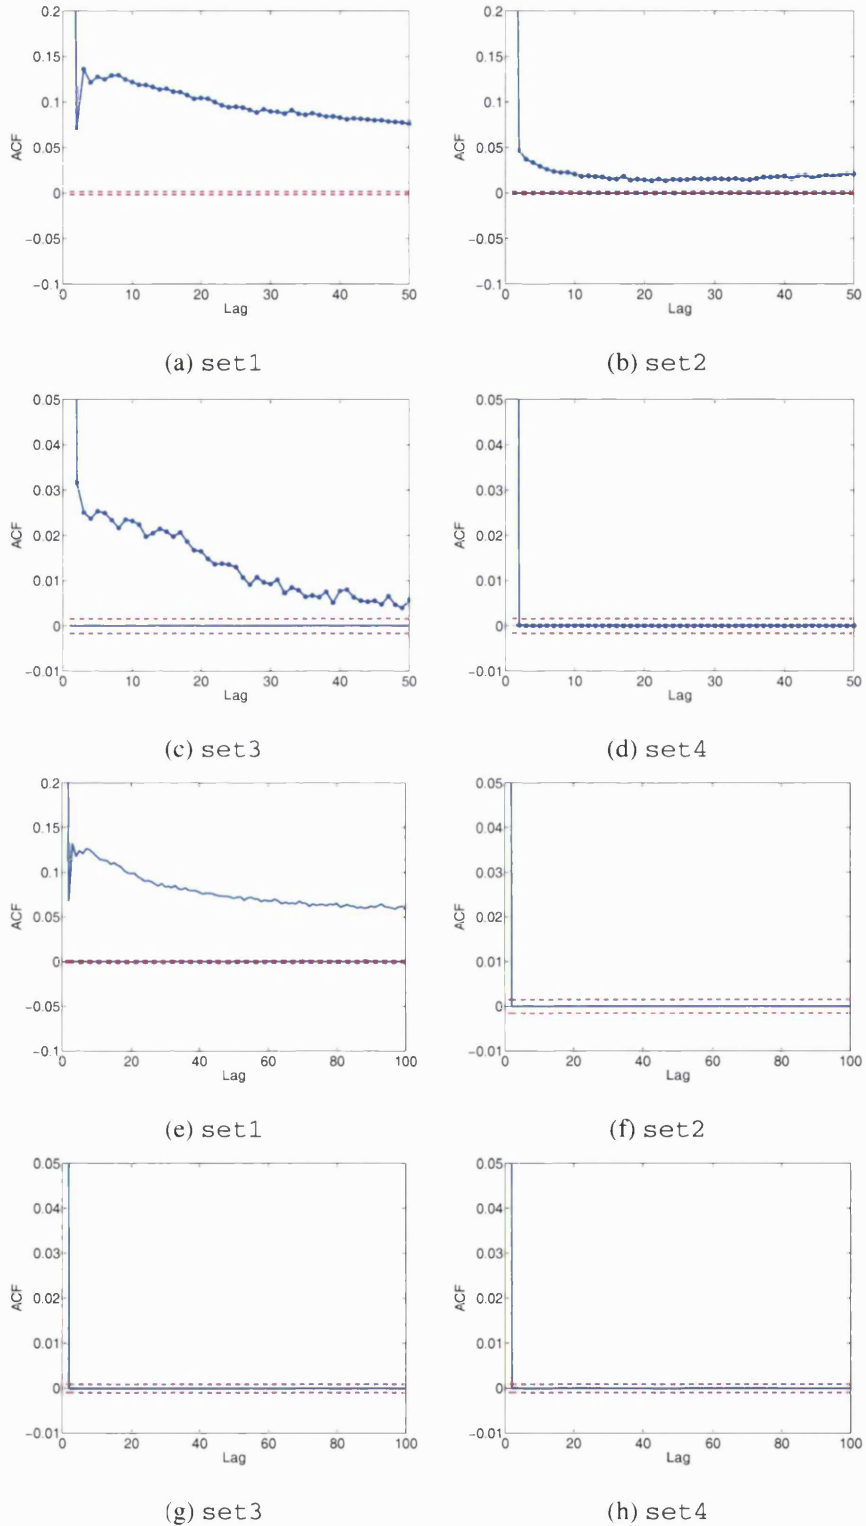 0.2
0.15
0.1
0.05
0
−0.05
−0.1
ACF
0 10 20 30 40 50
Lag
(a) set1
0.2
0.15
0.1
0.05
0
−0.05
−0.1
ACF
0 10 20 30 40 50
Lag
(b) set2
0.05
0.04
0.03
0.02
0.01
0
−0.01
ACF
0 10 20 30 40 50
Lag
(c) set3
0.05
0.04
0.03
0.02
0.01
0
−0.01
ACF
0 10 20 30 40 50
Lag
(d) set4
0.2
0.15
0.1
0.05
0
−0.05
−0.1
ACF
0 20 40 60 80 100
Lag
(e) set1
0.05
0.04
0.03
0.02
0.01
0
−0.01
ACF
0 20 40 60 80 100
Lag
(f) set2
0.05
0.04
0.03
0.02
0.01
0
−0.01
ACF
0 20 40 60 80 100
Lag
(g) set3
0.05
0.04
0.03
0.02
0.01
0
−0.01
ACF
0 20 40 60 80 100
Lag
(h) set4